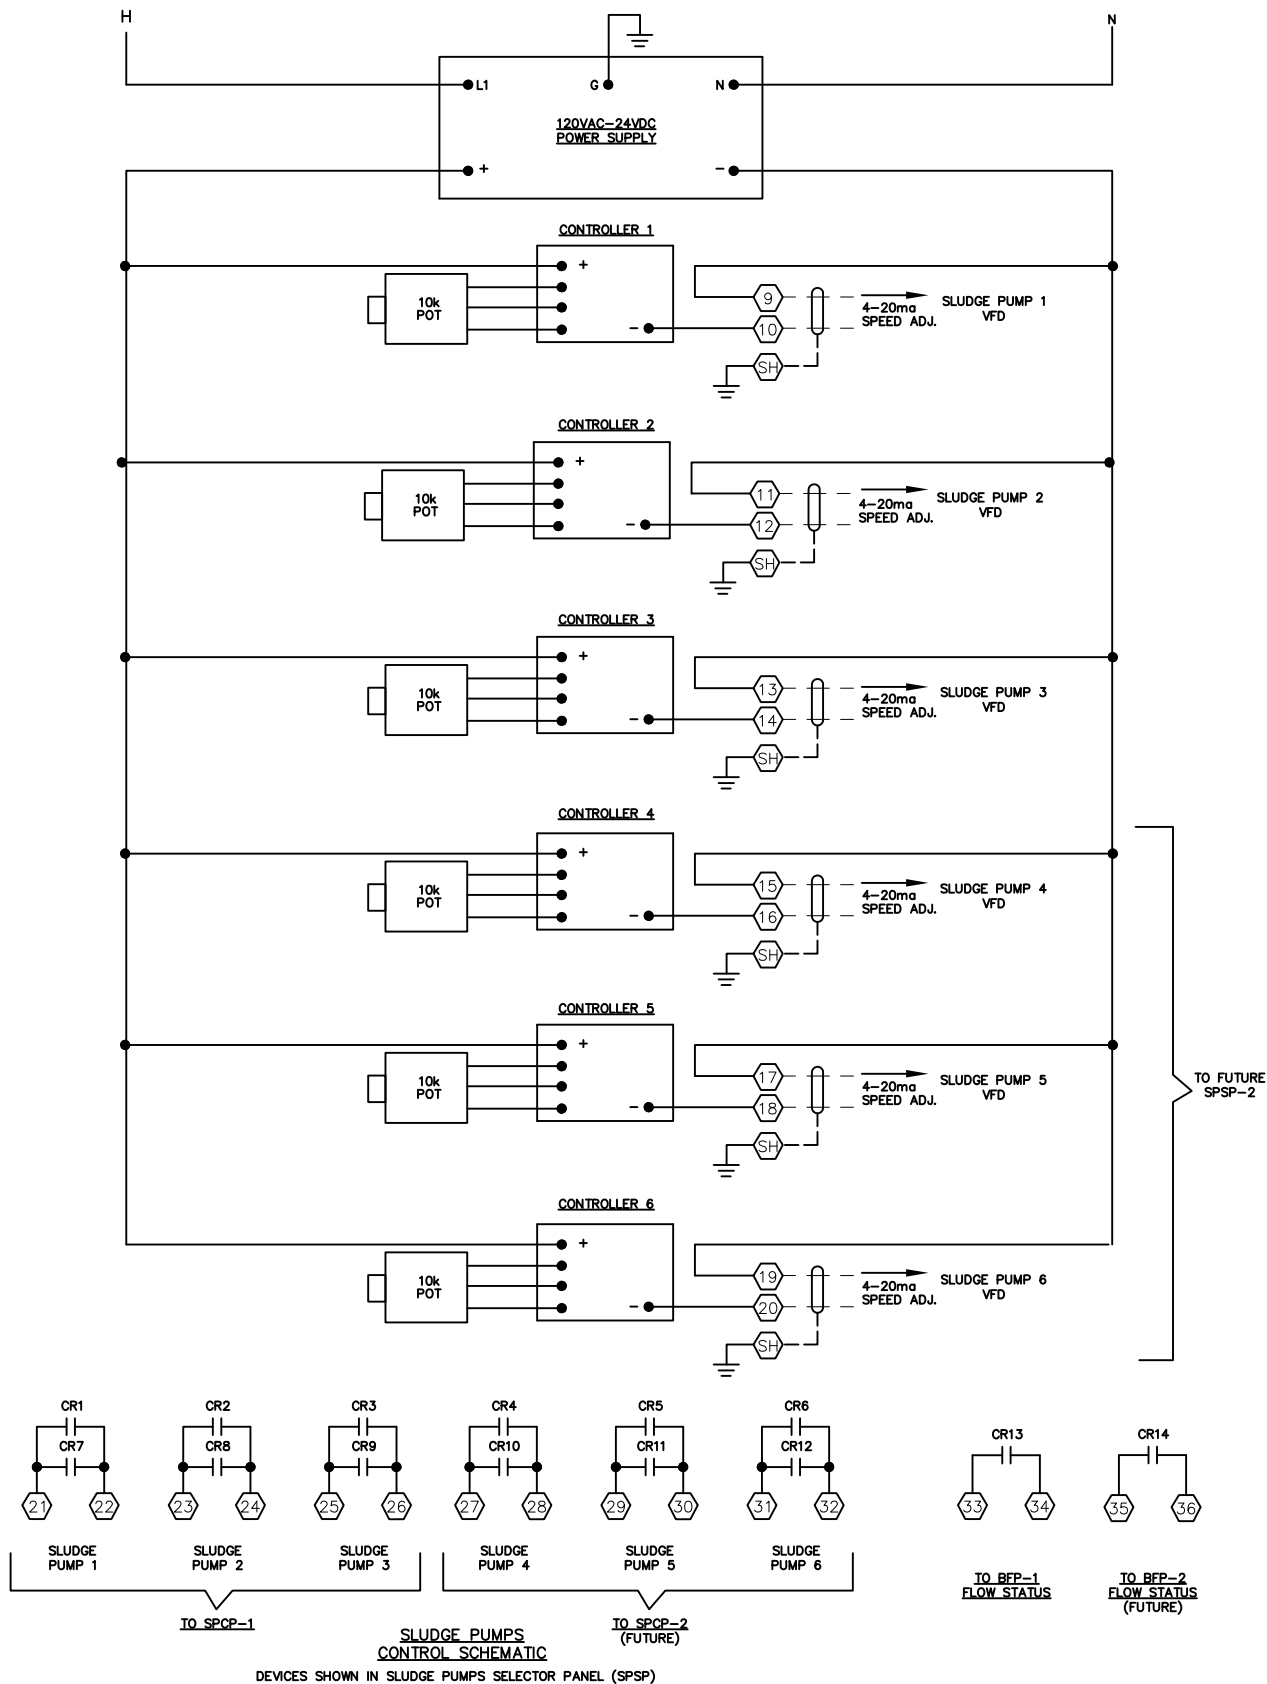 H
N
L1
G
N
120VAC-24VDC
POWER SUPPLY
+
-
CONTROLLER 1
+
10k
POT
-
9
10
SH
4-20ma
SPEED ADJ.
SLUDGE PUMP 1
VFD
CONTROLLER 2
+
10k
POT
-
11
12
SH
4-20ma
SPEED ADJ.
SLUDGE PUMP 2
VFD
CONTROLLER 3
+
10k
POT
-
13
14
SH
4-20ma
SPEED ADJ.
SLUDGE PUMP 3
VFD
CONTROLLER 4
+
10k
POT
-
15
16
SH
4-20ma
SPEED ADJ.
SLUDGE PUMP 4
VFD
CONTROLLER 5
+
10k
POT
-
17
18
SH
4-20ma
SPEED ADJ.
SLUDGE PUMP 5
VFD
TO FUTURE
SPSP-2
CONTROLLER 6
+
10k
POT
-
19
20
SH
4-20ma
SPEED ADJ.
SLUDGE PUMP 6
VFD
CR1
CR7
21
22
SLUDGE
PUMP 1
CR2
CR8
23
24
SLUDGE
PUMP 2
CR3
CR9
25
26
SLUDGE
PUMP 3
TO SPCP-1
CR4
CR10
27
28
SLUDGE
PUMP 4
CR5
CR11
29
30
SLUDGE
PUMP 5
CR6
CR12
31
32
SLUDGE
PUMP 6
TO SPCP-2
(FUTURE)
CR13
33
34
TO BFP-1
FLOW STATUS
CR14
35
36
TO BFP-2
FLOW STATUS
(FUTURE)
SLUDGE PUMPS
CONTROL SCHEMATIC
DEVICES SHOWN IN SLUDGE PUMPS SELECTOR PANEL (SPSP)